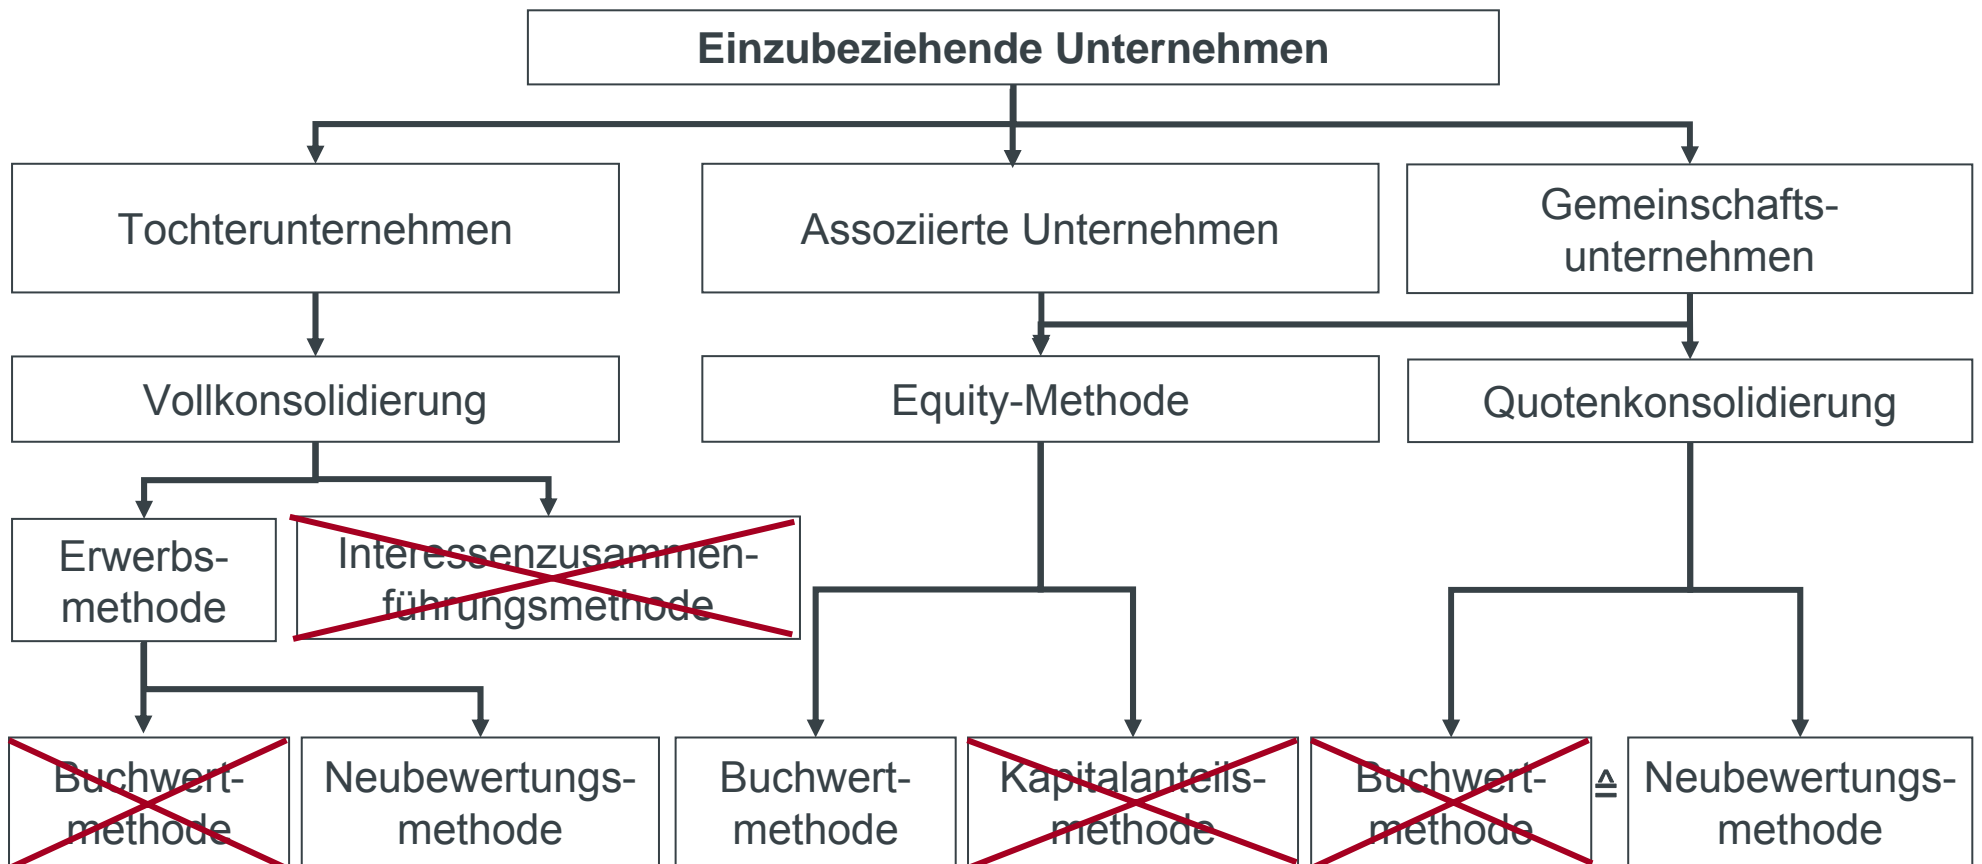 Einzubeziehende Unternehmen
Tochterunternehmen
Assoziierte Unternehmen
Gemeinschafts-
unternehmen
Vollkonsolidierung
Equity-Methode
Quotenkonsolidierung
Erwerbs-
methode
Interessenzusammen-
führungsmethode
Buchwert-
methode
Neubewertungs-
methode
Buchwert-
methode
Kapitalanteils-
methode
Buchwert-
methode
≙
Neubewertungs-
methode